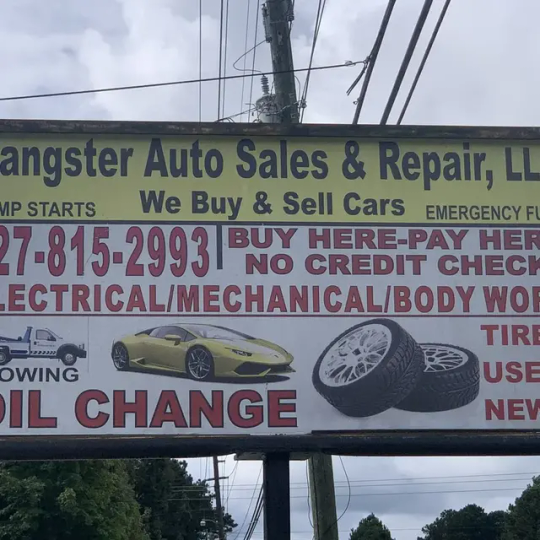 angster Auto Sales & Repair, LL
We Buy & Sell Cars
MP STARTS
EMERGENCY FU
27-815-2993
BUY HERE-PAY HER
NO CREDIT CHECK
LECTRICAL/MECHANICAL/BODY WOR
TOWING
OIL CHANGE
TIRE
USE
NEW